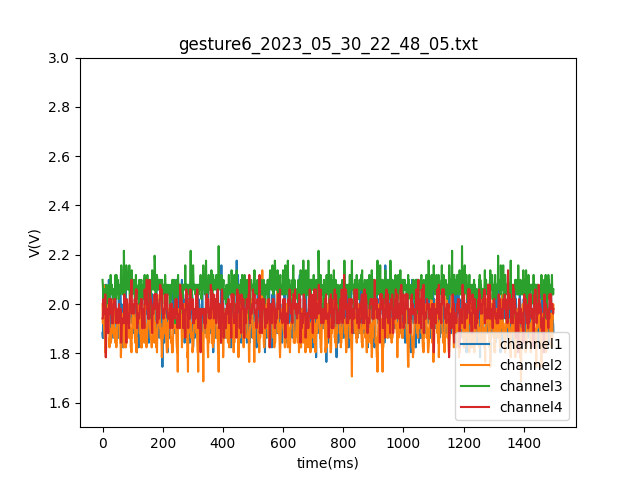 gesture6_2023_05_30_22_48_05.txt
3.0
2.8
2.6
2.4
2.2
2.0
1.8
1.6
V(V)
channel1
channel2
channel3
channel4
0 200 400 600 800 1000 1200 1400
time(ms)